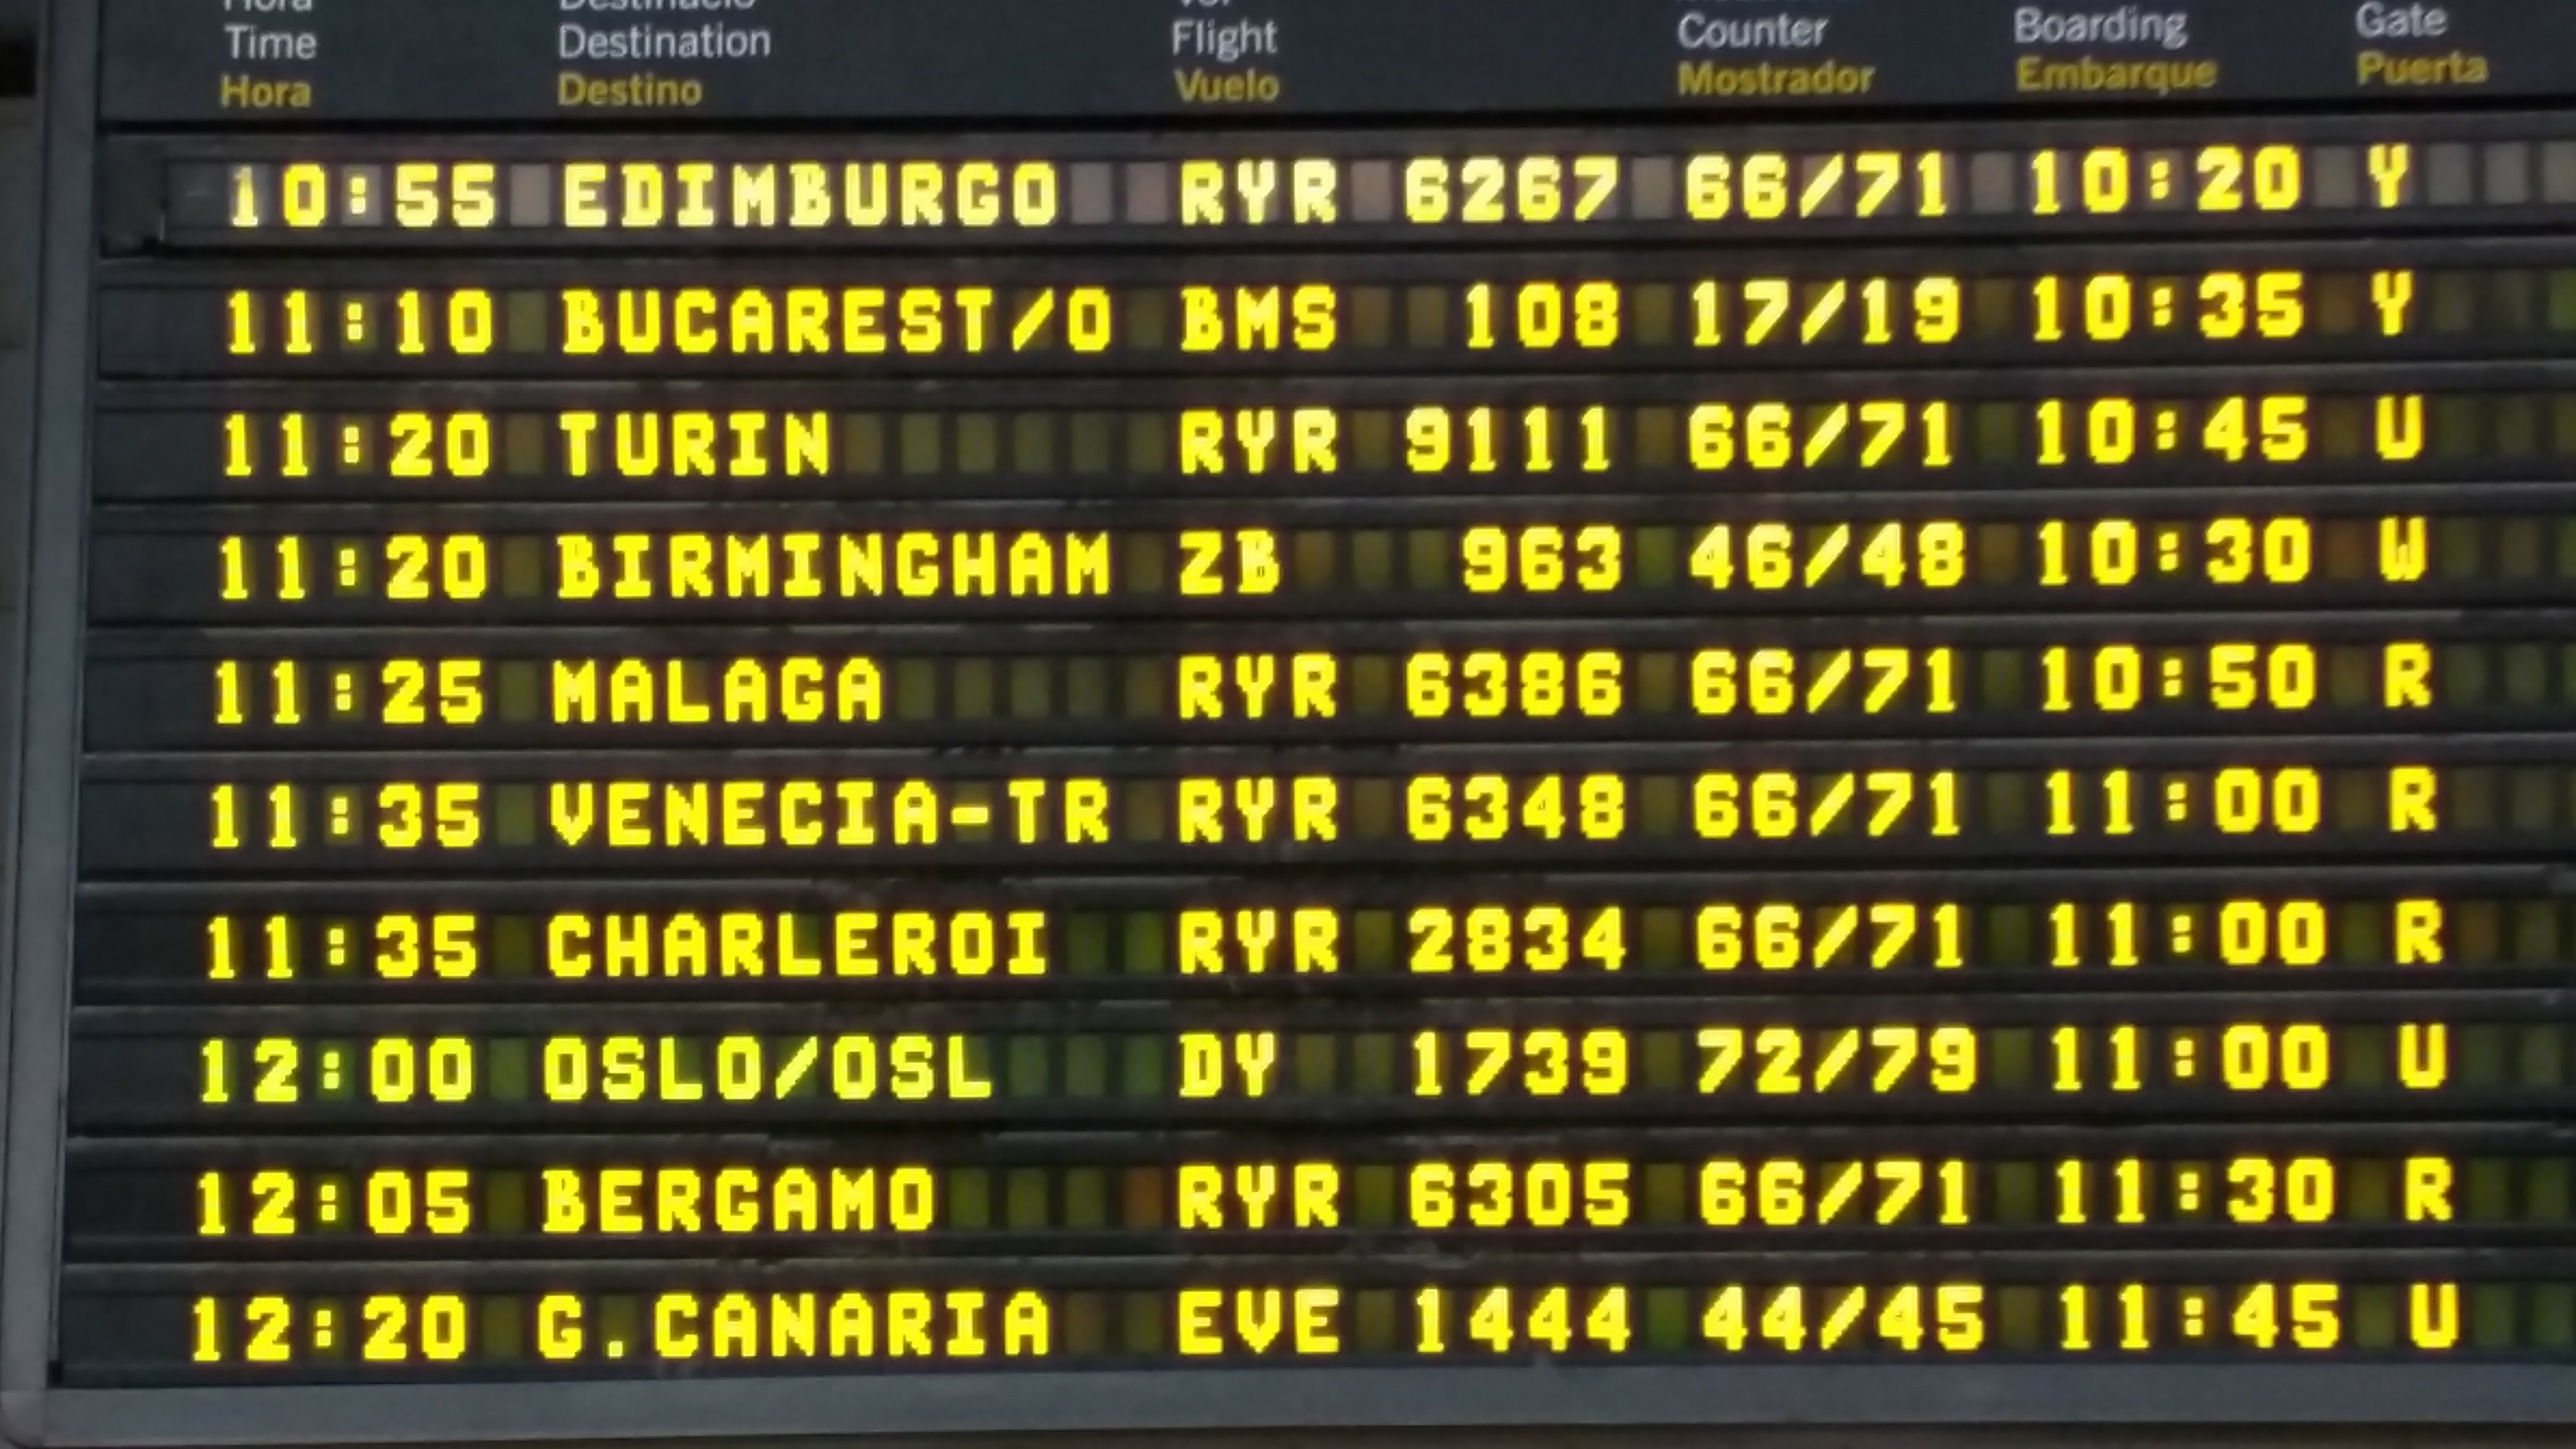 Hora Destinació Vol Counter Boarding Gate
Time Destination Flight Mostrador Embarque Puerta
Hora Destino Vuelo
10:55 EDIMBURGO RYR 6267 66/71 10:20 Y
11:10 BUCAREST/O BMS 108 17/19 10:35 Y
11:20 TURIN RYR 9111 66/71 10:45 U
11:20 BIRMINGHAM ZB 963 46/48 10:30 W
11:25 MALAGA RYR 6386 66/71 10:50 R
11:35 VENECIA-TR RYR 6348 66/71 11:00 R
11:35 CHARLEROI RYR 2834 66/71 11:00 R
12:00 OSLO/OSL DY 1739 72/79 11:00 U
12:05 BERGAMO RYR 6305 66/71 11:30 R
12:20 G.CANARIA EVE 1444 44/45 11:45 U